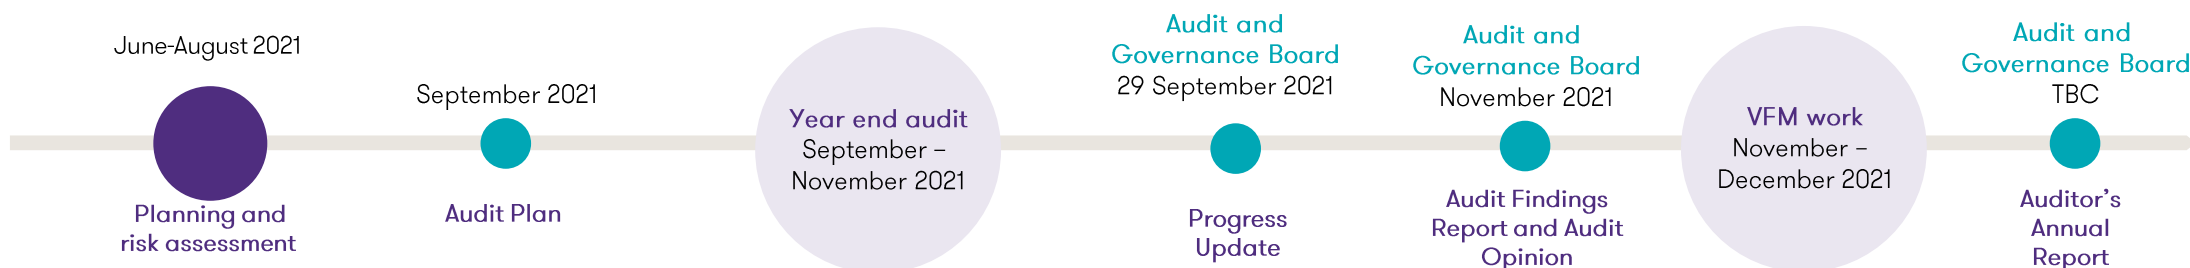 June-August 2021
Planning and
risk assessment
September 2021
Audit Plan
Year end audit
September –
November 2021
Audit and
Governance Board
29 September 2021
Progress
Update
Audit and
Governance Board
November 2021
Audit Findings
Report and Audit
Opinion
VFM work
November –
December 2021
Audit and
Governance Board
TBC
Auditor’s
Annual
Report